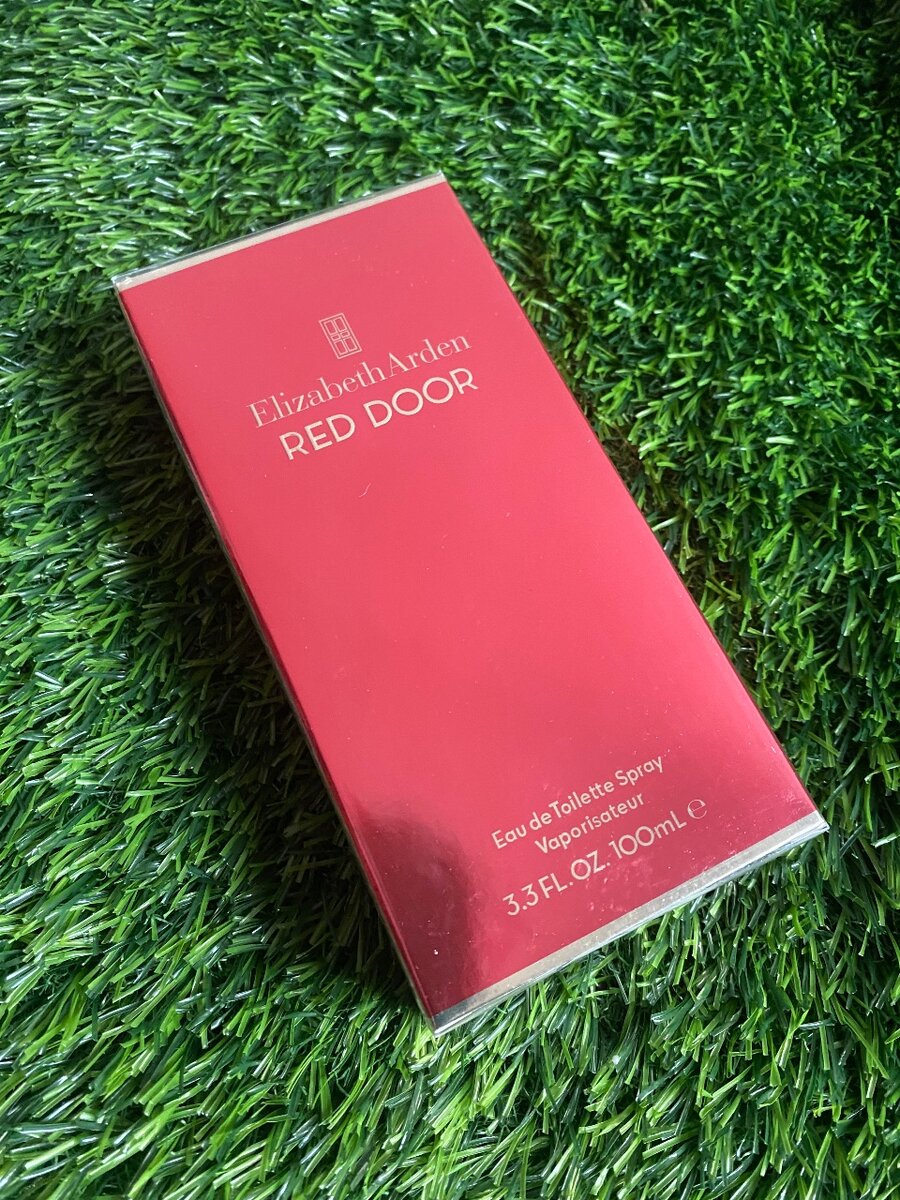 Elizabeth Arden
RED DOOR
Eau de Toilette Spray
Vaporisateur
3.3 FL.OZ. 100mL ℮